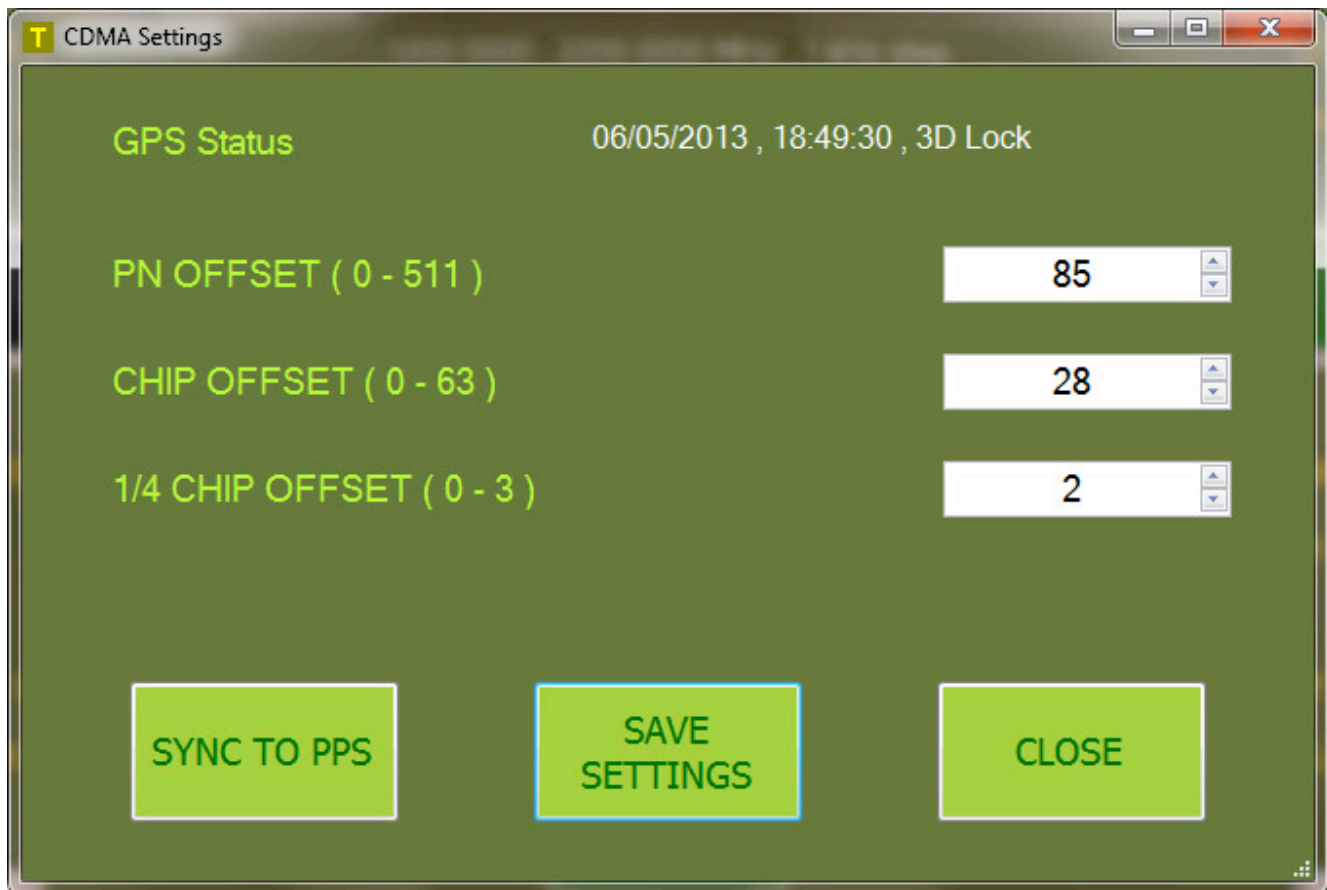 T CDMA Settings
GPS Status 06/05/2013 , 18:49:30 , 3D Lock
PN OFFSET ( 0 - 511 ) 85
CHIP OFFSET ( 0 - 63 ) 28
1/4 CHIP OFFSET ( 0 - 3 ) 2
SYNC TO PPS
SAVE
SETTINGS
CLOSE